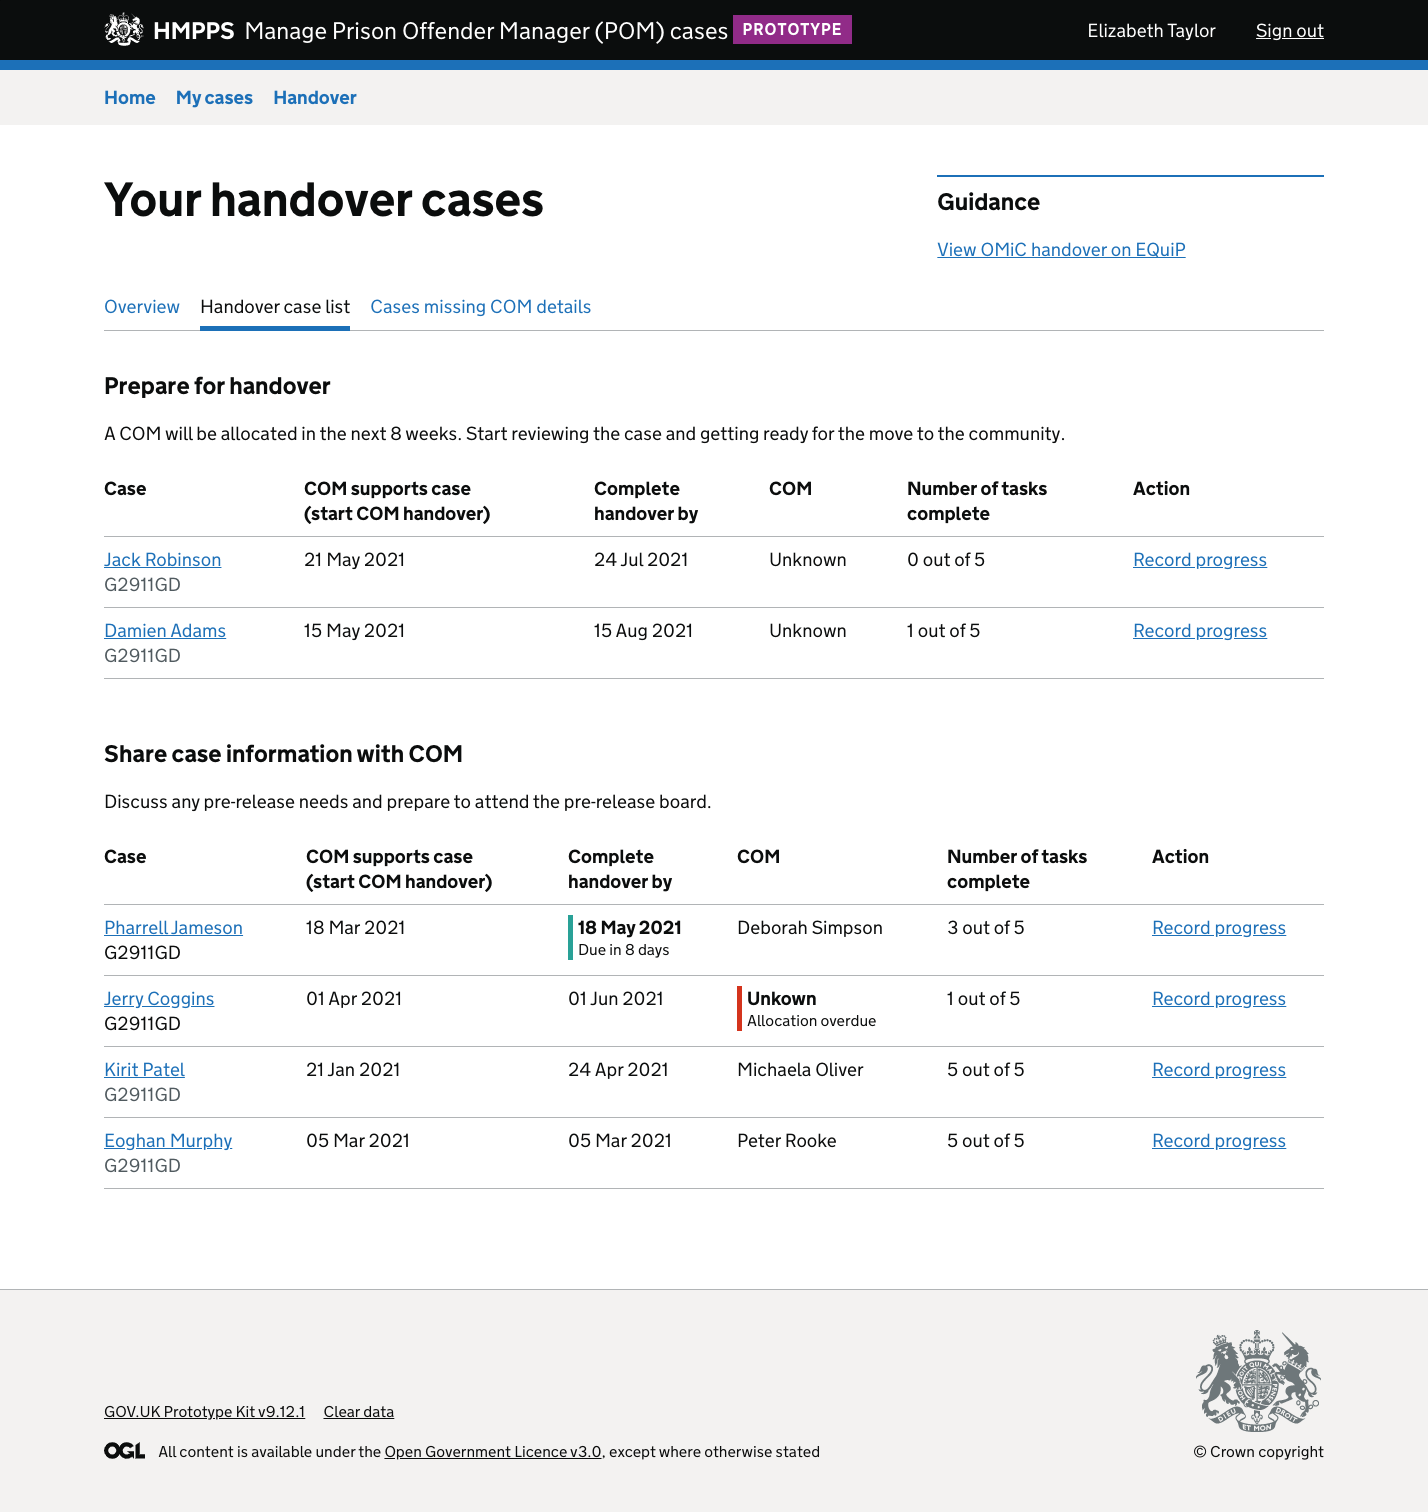 HMPPS Manage Prison Offender Manager (POM) cases PROTOTYPE Elizabeth Taylor Sign out
Home My cases Handover
Your handover cases
Guidance
View OMiC handover on EQuiP
Overview Handover case list Cases missing COM details
Prepare for handover
A COM will be allocated in the next 8 weeks. Start reviewing the case and getting ready for the move to the community.
Case COM supports case (start COM handover) Complete handover by COM Number of tasks complete Action
Jack Robinson 21 May 2021 24 Jul 2021 Unknown 0 out of 5 Record progress
G2911GD
Damien Adams 15 May 2021 15 Aug 2021 Unknown 1 out of 5 Record progress
G2911GD
Share case information with COM
Discuss any pre-release needs and prepare to attend the pre-release board.
Case COM supports case (start COM handover) Complete handover by COM Number of tasks complete Action
Pharrell Jameson 18 Mar 2021 18 May 2021 Deborah Simpson 3 out of 5 Record progress
G2911GD Due in 8 days
Jerry Coggins 01 Apr 2021 01 Jun 2021 Unkown 1 out of 5 Record progress
G2911GD Allocation overdue
Kirit Patel 21 Jan 2021 24 Apr 2021 Michaela Oliver 5 out of 5 Record progress
G2911GD
Eoghan Murphy 05 Mar 2021 05 Mar 2021 Peter Rooke 5 out of 5 Record progress
G2911GD
GOV.UK Prototype Kit v9.12.1 Clear data
OGL All content is available under the Open Government Licence v3.0, except where otherwise stated
© Crown copyright